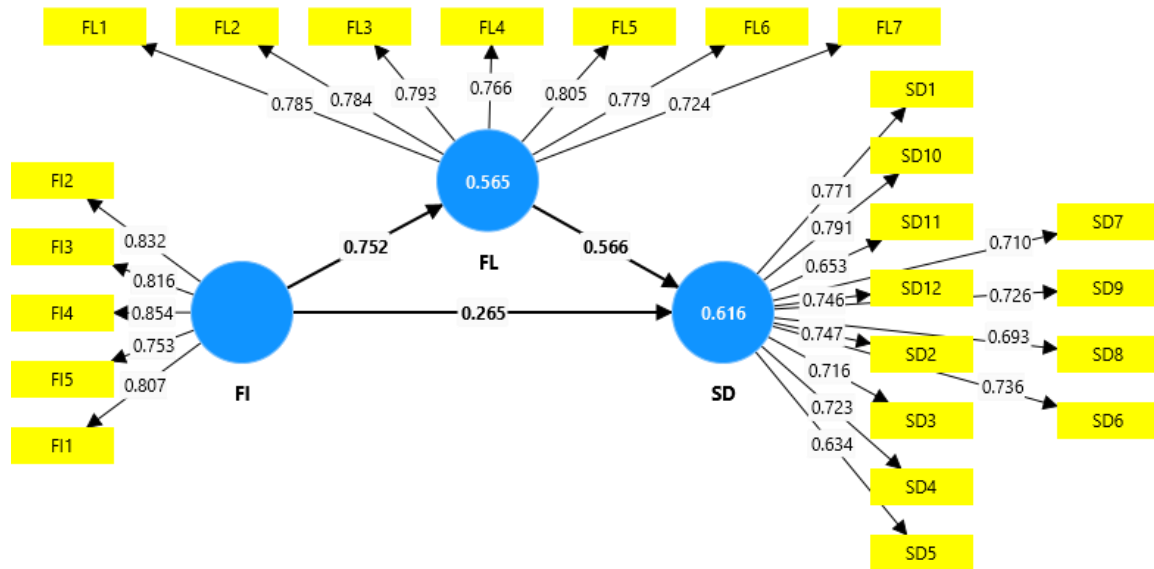 FL1 FL2 FL3 FL4 FL5 FL6 FL7
0.785 0.784 0.793 0.766 0.805 0.779 0.724
SD1
SD10
SD11
SD12
SD2
SD3
SD4
SD5
SD7
SD9
SD8
SD6
0.771
0.791
0.653
0.746
0.747
0.716
0.723
0.634
0.710
0.726
0.693
0.736
FI2
FI3
FI4
FI5
FI1
0.832
0.816
0.854
0.753
0.807
0.565
FL
0.752
0.566
0.265
0.616
FI
SD